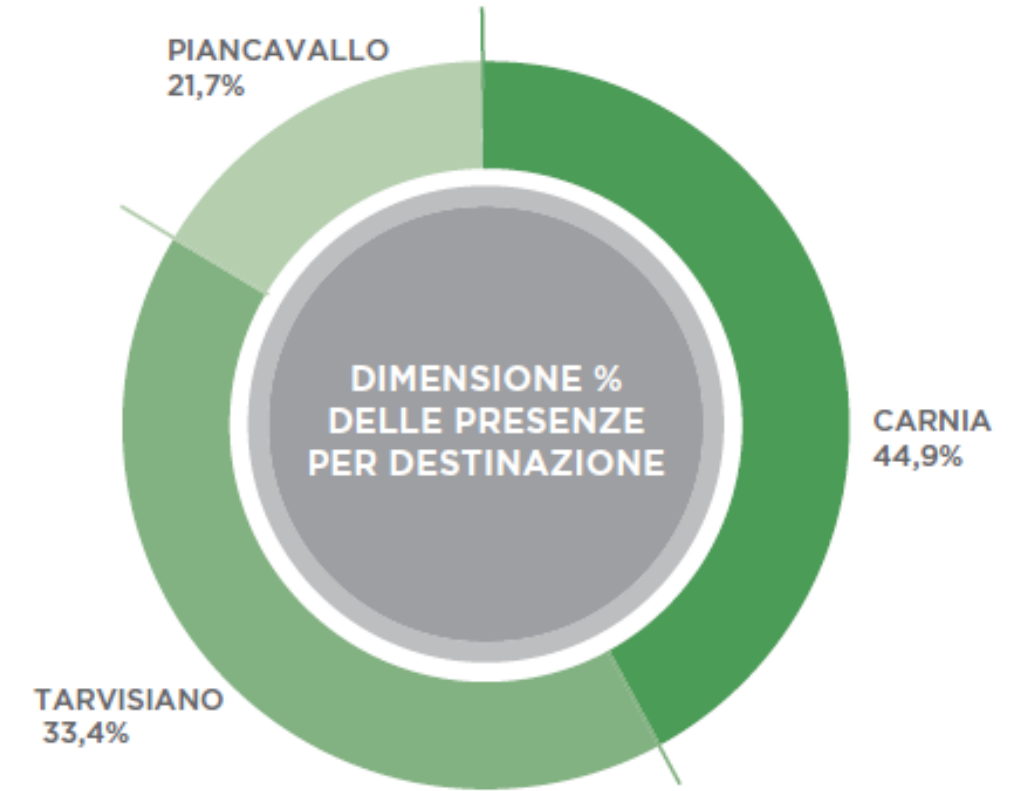 PIANCAVALLO
21,7%
DIMENSIONE %
DELLE PRESENZE
PER DESTINAZIONE
CARNIA
44,9%
TARVISIANO
33,4%